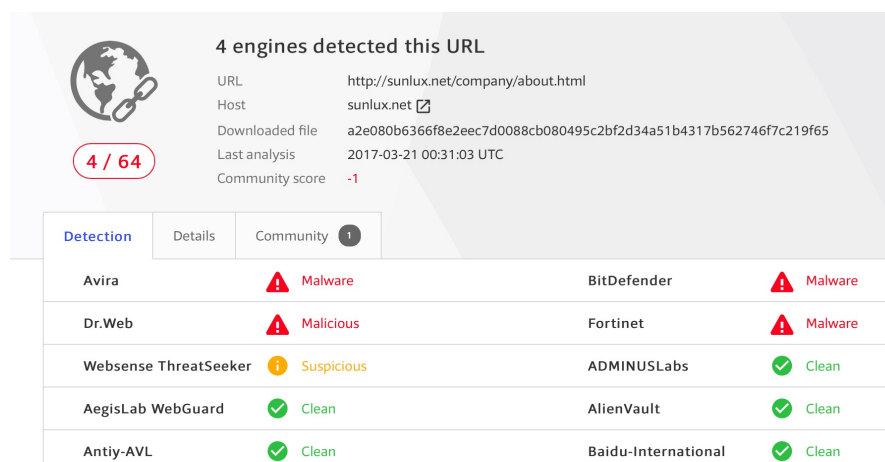 4 engines detected this URL
URL http://sunlux.net/company/about.html
Host sunlux.net
Downloaded file a2e080b6366f8e2eec7d0088cb080495c2bf2d34a51b4317b562746f7c219f65
Last analysis 2017-03-21 00:31:03 UTC
Community score -1
4 / 64
Detection Details Community 1
Avira Malware BitDefender Malware
Dr.Web Malicious Fortinet Malware
Websense ThreatSeeker Suspicious ADMINUSLabs Clean
AegisLab WebGuard Clean AlienVault Clean
Antiy-AVL Clean Baidu-International Clean